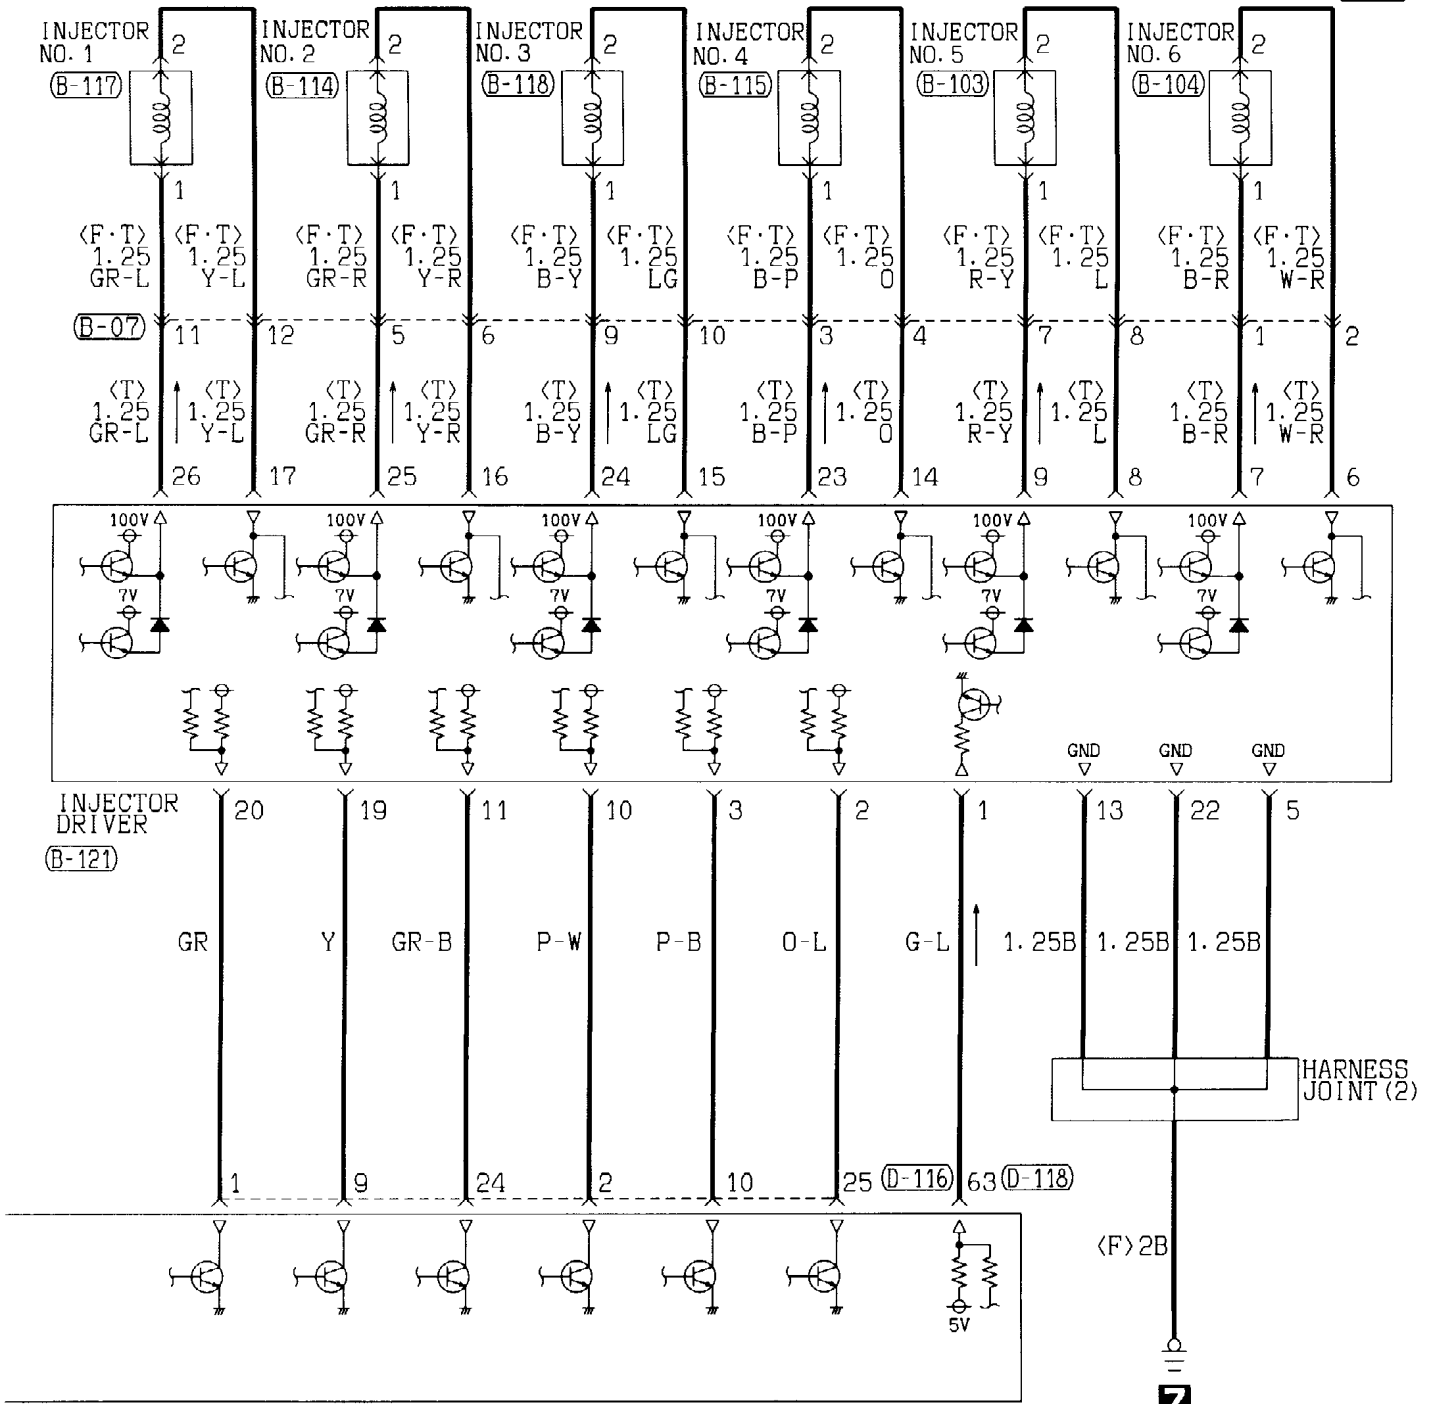 INJECTOR NO. 1
2
INJECTOR NO. 2
2
INJECTOR NO. 3
2
INJECTOR NO. 4
2
INJECTOR NO. 5
2
INJECTOR NO. 6
2
B-117
B-114
B-118
B-115
B-103
B-104
1
1
1
1
1
1
<F·T> <F·T> <F·T> <F·T> <F·T> <F·T> <F·T> <F·T> <F·T> <F·T> <F·T> <F·T>
1.25 1.25 1.25 1.25 1.25 1.25 1.25 1.25 1.25 1.25 1.25 1.25
GR-L Y-L GR-R Y-R B-Y LG B-P O R-Y L B-R W-R
B-07
11 12 5 6 9 10 3 4 7 8 1 2
<T> <T> <T> <T> <T> <T> <T> <T> <T> <T> <T> <T>
1.25 1.25 1.25 1.25 1.25 1.25 1.25 1.25 1.25 1.25 1.25 1.25
GR-L Y-L GR-R Y-R B-Y LG B-P O R-Y L B-R W-R
26 17 25 16 24 15 23 14 9 8 7 6
100V 100V 100V 100V 100V 100V
7V 7V 7V 7V 7V 7V
GND GND GND
INJECTOR DRIVER
B-121
20 19 11 10 3 2 1 13 22 5
GR Y GR-B P-W P-B O-L G-L 1.25B 1.25B 1.25B
HARNESS JOINT(2)
1 9 24 2 10 25 D-116 63 D-118
<F>2B
5V
7